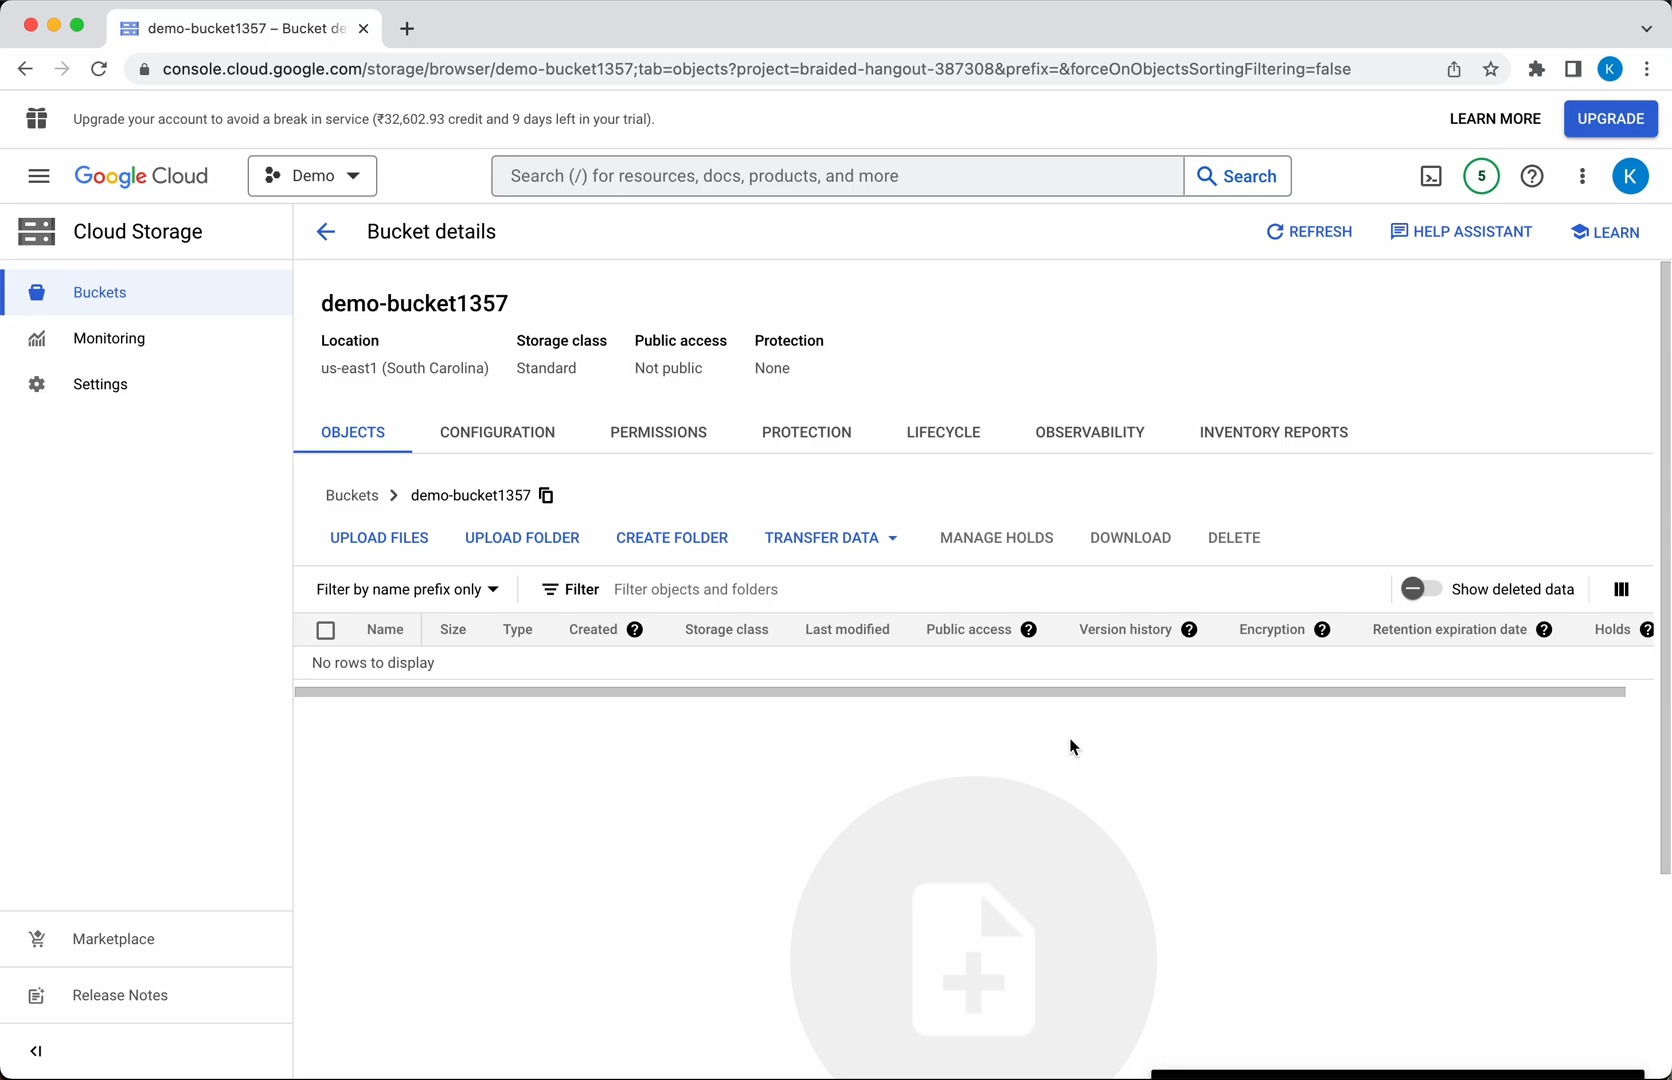 demo-bucket1357 – Bucket de
console.cloud.google.com/storage/browser/demo-bucket1357;tab=objects?project=braided-hangout-387308&prefix=&forceOnObjectsSortingFiltering=false
K
Upgrade your account to avoid a break in service (₹32,602.93 credit and 9 days left in your trial).
LEARN MORE
UPGRADE
Google Cloud
Demo
Search (/) for resources, docs, products, and more
Search
5
K
Cloud Storage
Bucket details
REFRESH
HELP ASSISTANT
LEARN
Buckets
Monitoring
Settings
demo-bucket1357
Location Storage class Public access Protection
us-east1 (South Carolina) Standard Not public None
OBJECTS CONFIGURATION PERMISSIONS PROTECTION LIFECYCLE OBSERVABILITY INVENTORY REPORTS
Buckets > demo-bucket1357
UPLOAD FILES UPLOAD FOLDER CREATE FOLDER TRANSFER DATA MANAGE HOLDS DOWNLOAD DELETE
Filter by name prefix only Filter Filter objects and folders Show deleted data
Name Size Type Created Storage class Last modified Public access Version history Encryption Retention expiration date Holds
No rows to display
Marketplace
Release Notes